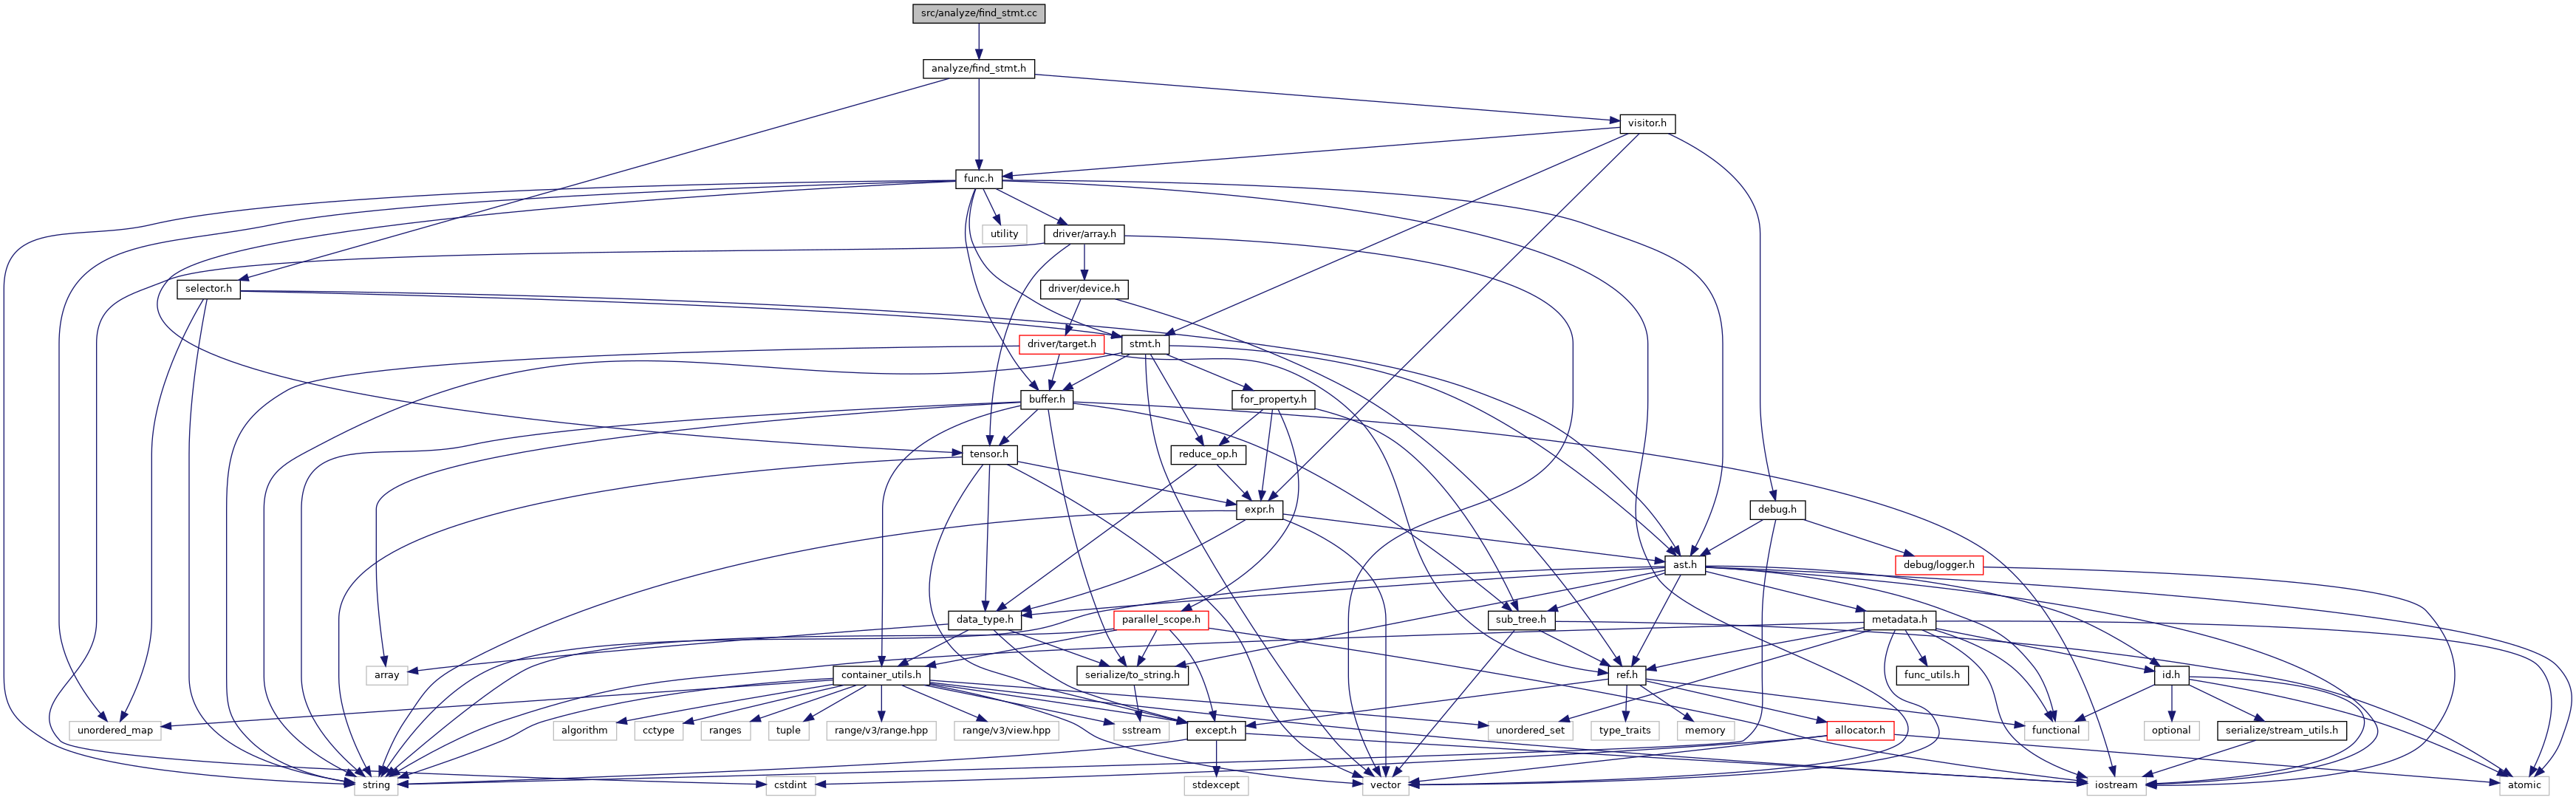 src/analyze/find_stmt.cc
analyze/find_stmt.h
visitor.h
func.h
utility
driver/array.h
selector.h
driver/device.h
driver/target.h
stmt.h
buffer.h
for_property.h
tensor.h
reduce_op.h
expr.h
debug.h
ast.h
debug/logger.h
data_type.h
parallel_scope.h
sub_tree.h
metadata.h
array
container_utils.h
serialize/to_string.h
ref.h
func_utils.h
id.h
unordered_map
algorithm
cctype
ranges
tuple
range/v3/range.hpp
range/v3/view.hpp
sstream
except.h
unordered_set
type_traits
memory
allocator.h
functional
optional
serialize/stream_utils.h
string
cstdint
stdexcept
vector
iostream
atomic